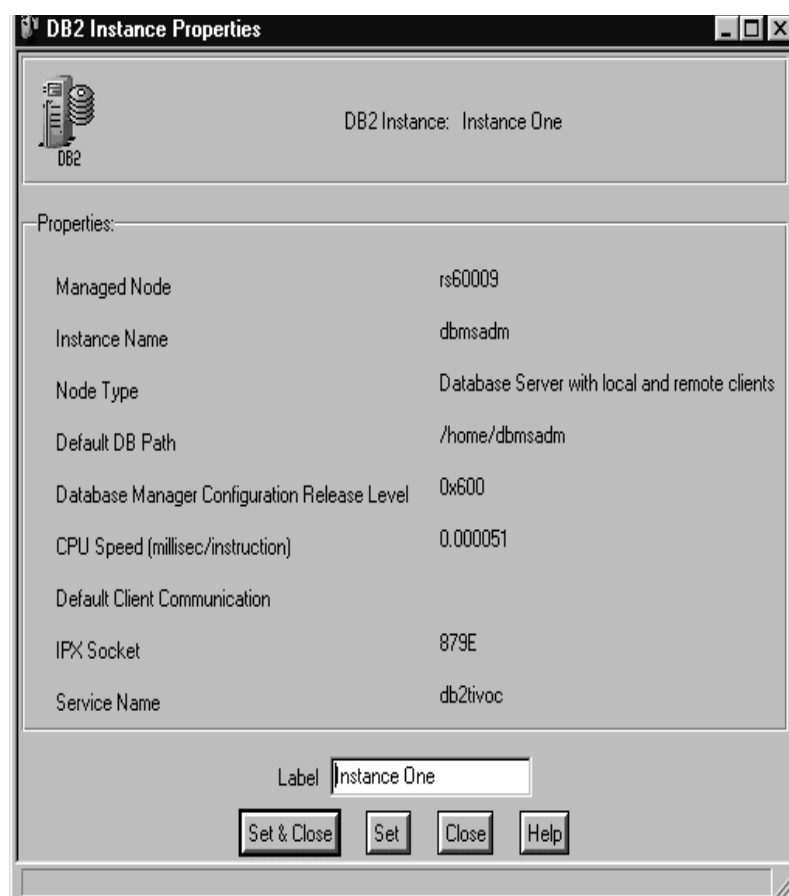 DB2 Instance Properties
DB2
DB2 Instance: Instance One
Properties:
Managed Node rs60009
Instance Name dbmsadm
Node Type Database Server with local and remote clients
Default DB Path /home/dbmsadm
Database Manager Configuration Release Level 0x600
CPU Speed (millisec/instruction) 0.000051
Default Client Communication
IPX Socket 879E
Service Name db2tivoc
Label Instance One
Set & Close Set Close Help